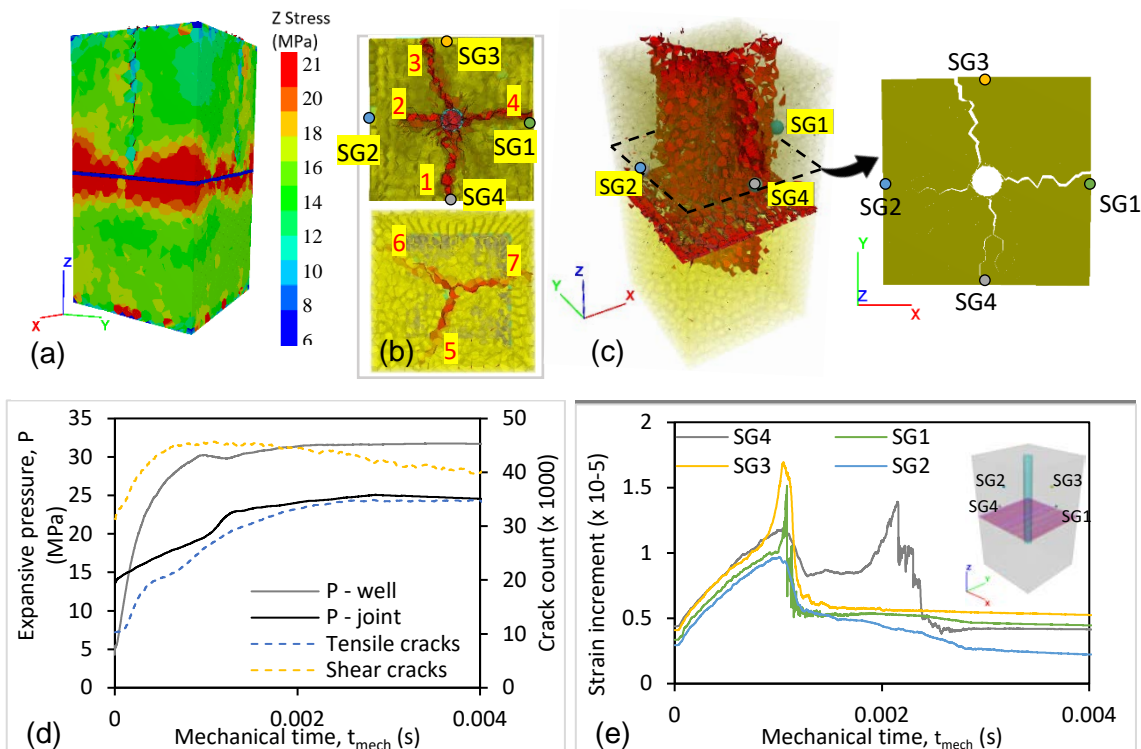 Z Stress
(MPa)
21
20
18
16
14
12
10
8
6
X
Y
Z
(a)
3
SG3
2
4
SG2
SG1
1
SG4
6
7
5
(b)
SG1
SG2
SG4
Z
Y
X
(c)
SG3
SG2
SG1
SG4
Y
Z
X
Expansive pressure, P
(MPa)
35
30
25
20
15
10
5
0
50
40
30
20
10
0
Crack count (x 1000)
P - well
P - joint
Tensile cracks
Shear cracks
0
0.002
0.004
Mechanical time, tmech (s)
(d)
Strain increment (x 10-5)
2
1.5
1
0.5
0
SG4
SG1
SG3
SG2
SG2
SG3
SG4
SG1
Z
Y
X
0
0.002
0.004
Mechanical time, tmech (s)
(e)